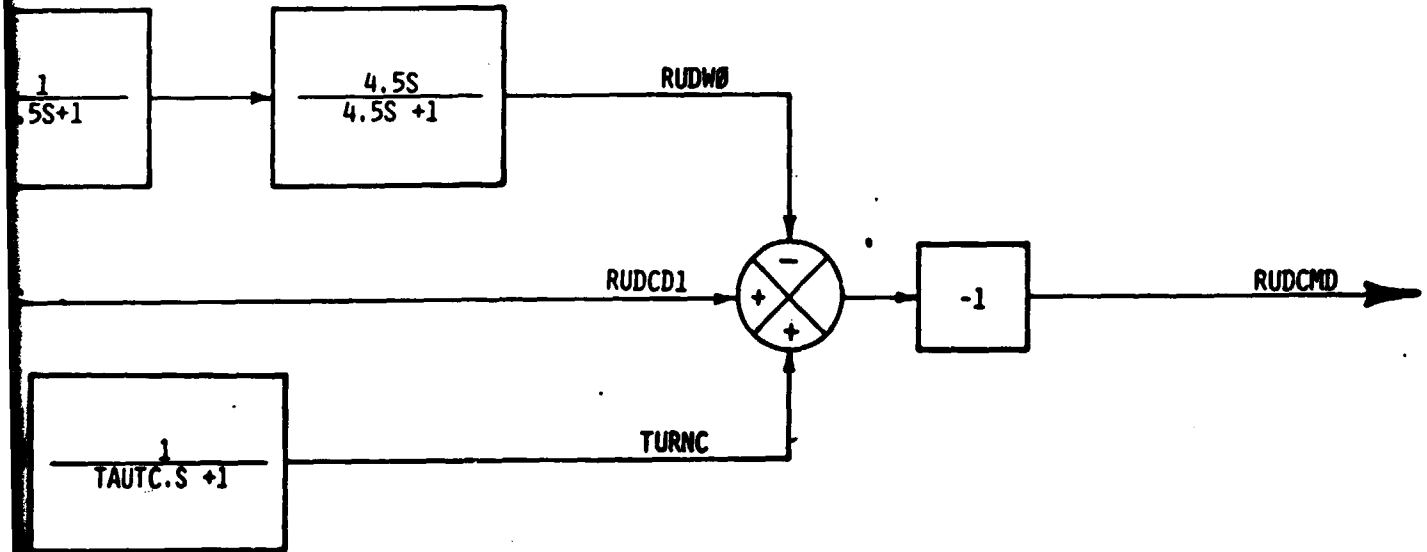 1
.5S+1
4.5S
4.5S +1
RUDWØ
RUDCD1
-
+
+
-1
RUDCMD
TURNC
1
TAUTC.S +1